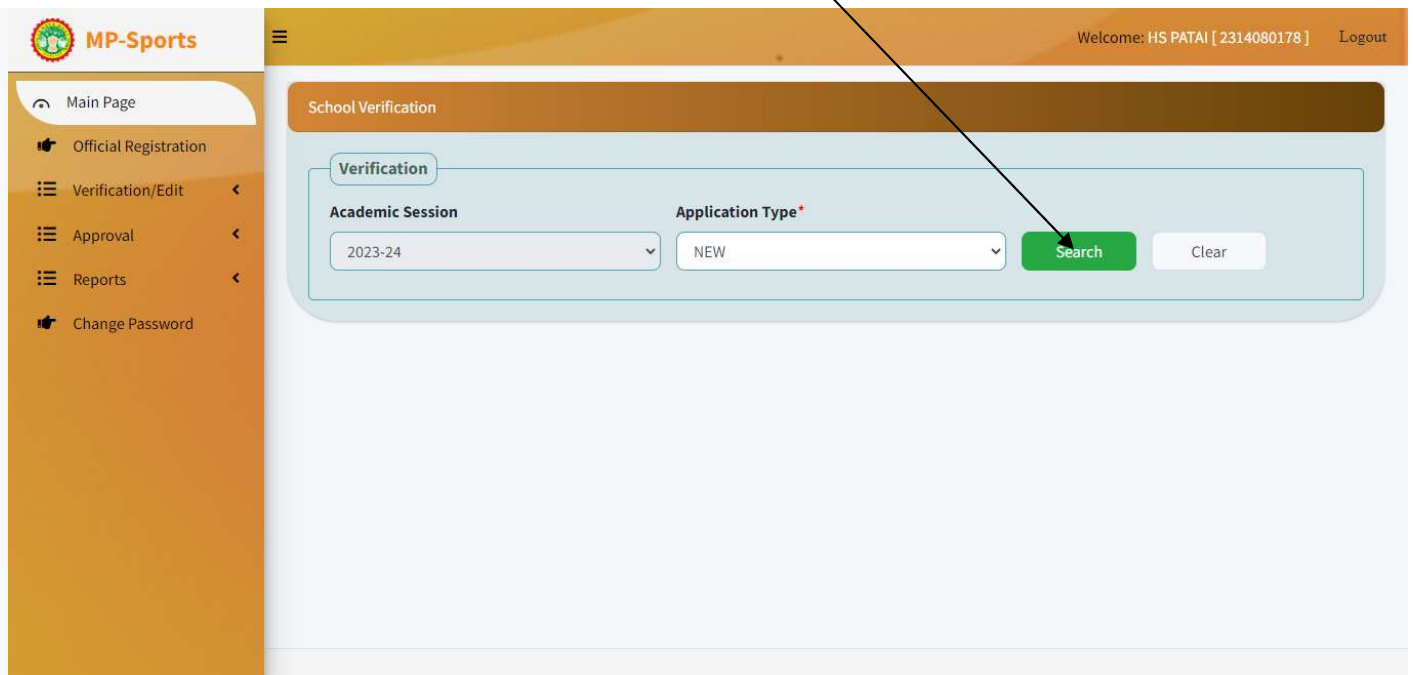 MP-Sports
Welcome: HS PATAI [ 2314080178 ] Logout
Main Page
Official Registration
Verification/Edit
Approval
Reports
Change Password
School Verification
Verification
Academic Session Application Type*
2023-24 NEW Search Clear